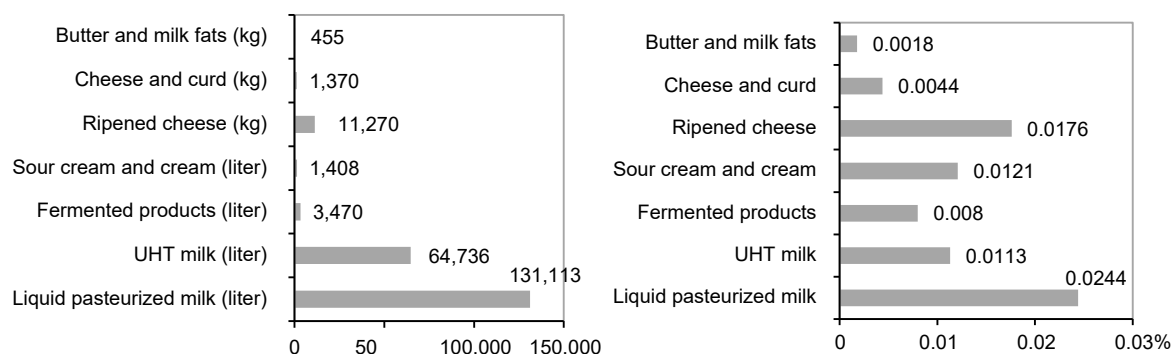 Butter and milk fats (kg) 455
Cheese and curd (kg) 1,370
Ripened cheese (kg) 11,270
Sour cream and cream (liter) 1,408
Fermented products (liter) 3,470
UHT milk (liter) 64,736
Liquid pasteurized milk (liter) 131,113
0 50 100.000 150.000
Butter and milk fats 0.0018
Cheese and curd 0.0044
Ripened cheese 0.0176
Sour cream and cream 0.0121
Fermented products 0.008
UHT milk 0.0113
Liquid pasteurized milk 0.0244
0 0.01 0.02 0.03%